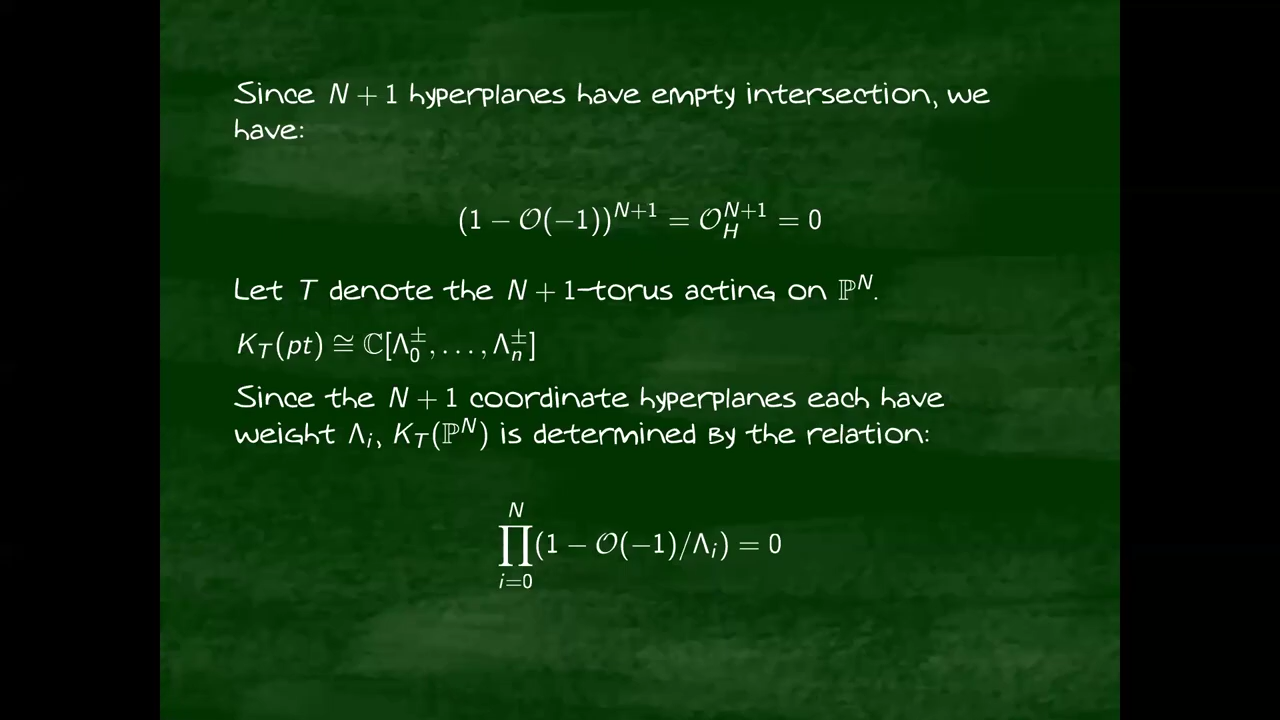 Since N + 1 hyperplanes have empty intersection, we
have:
(1 − 𝒪(−1))^{N+1} = 𝒪_H^{N+1} = 0
Let T denote the N + 1-torus acting on ℙ^N.
K_T(pt) ≅ ℂ[Λ_0^±, . . . , Λ_n^±]
Since the N + 1 coordinate hyperplanes each have
weight Λ_i, K_T(ℙ^N) is determined by the relation:
∏_{i=0}^{N} (1 − 𝒪(−1)/Λ_i) = 0